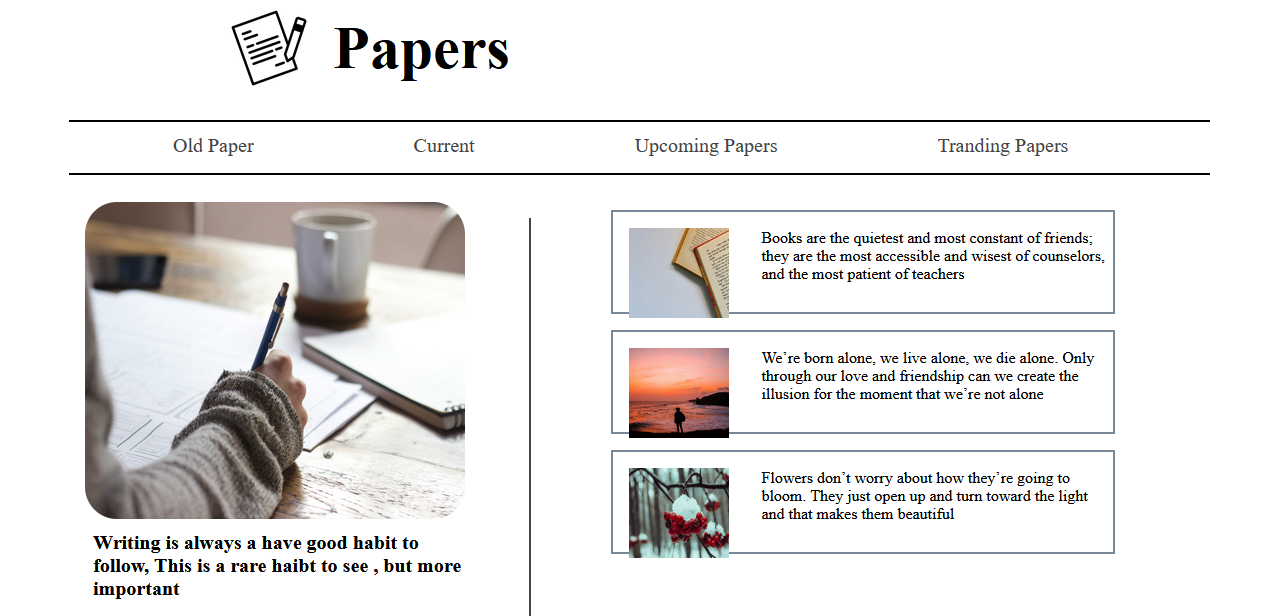 Papers
Old Paper
Current
Upcoming Papers
Tranding Papers
Writing is always a have good habit to
follow, This is a rare haibt to see , but more
important
Books are the quietest and most constant of friends;
they are the most accessible and wisest of counselors,
and the most patient of teachers
We’re born alone, we live alone, we die alone. Only
through our love and friendship can we create the
illusion for the moment that we’re not alone
Flowers don’t worry about how they’re going to
bloom. They just open up and turn toward the light
and that makes them beautiful